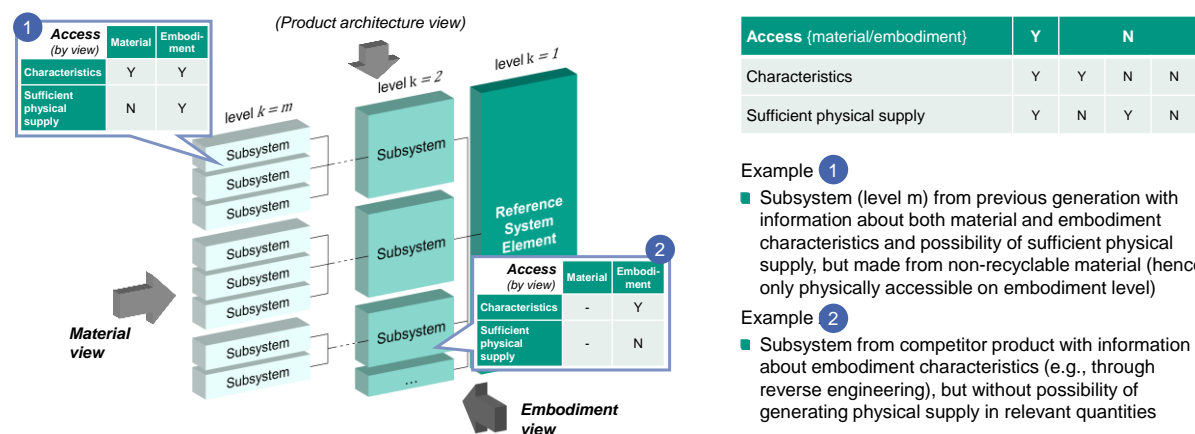 (Product architecture view)
1
Access
(by view)
Material
Embodi-
ment
Characteristics
Y
Y
Sufficient
physical
supply
N
Y
level k = m
level k = 2
level k = 1
Subsystem
Subsystem
Subsystem
Subsystem
Subsystem
Subsystem
Subsystem
Subsystem
Subsystem
Subsystem
Subsystem
...
Reference
System
Element
2
Access
(by view)
Material
Embodi-
ment
Characteristics
-
Y
Sufficient
physical
supply
-
N
Material
view
Embodiment
view
Access {material/embodiment} Y N
Characteristics Y Y N N
Sufficient physical supply Y N Y N
Example 1
Subsystem (level m) from previous generation with
information about both material and embodiment
characteristics and possibility of sufficient physical
supply, but made from non-recyclable material (hence
only physically accessible on embodiment level)
Example 2
Subsystem from competitor product with information
about embodiment characteristics (e.g., through
reverse engineering), but without possibility of
generating physical supply in relevant quantities